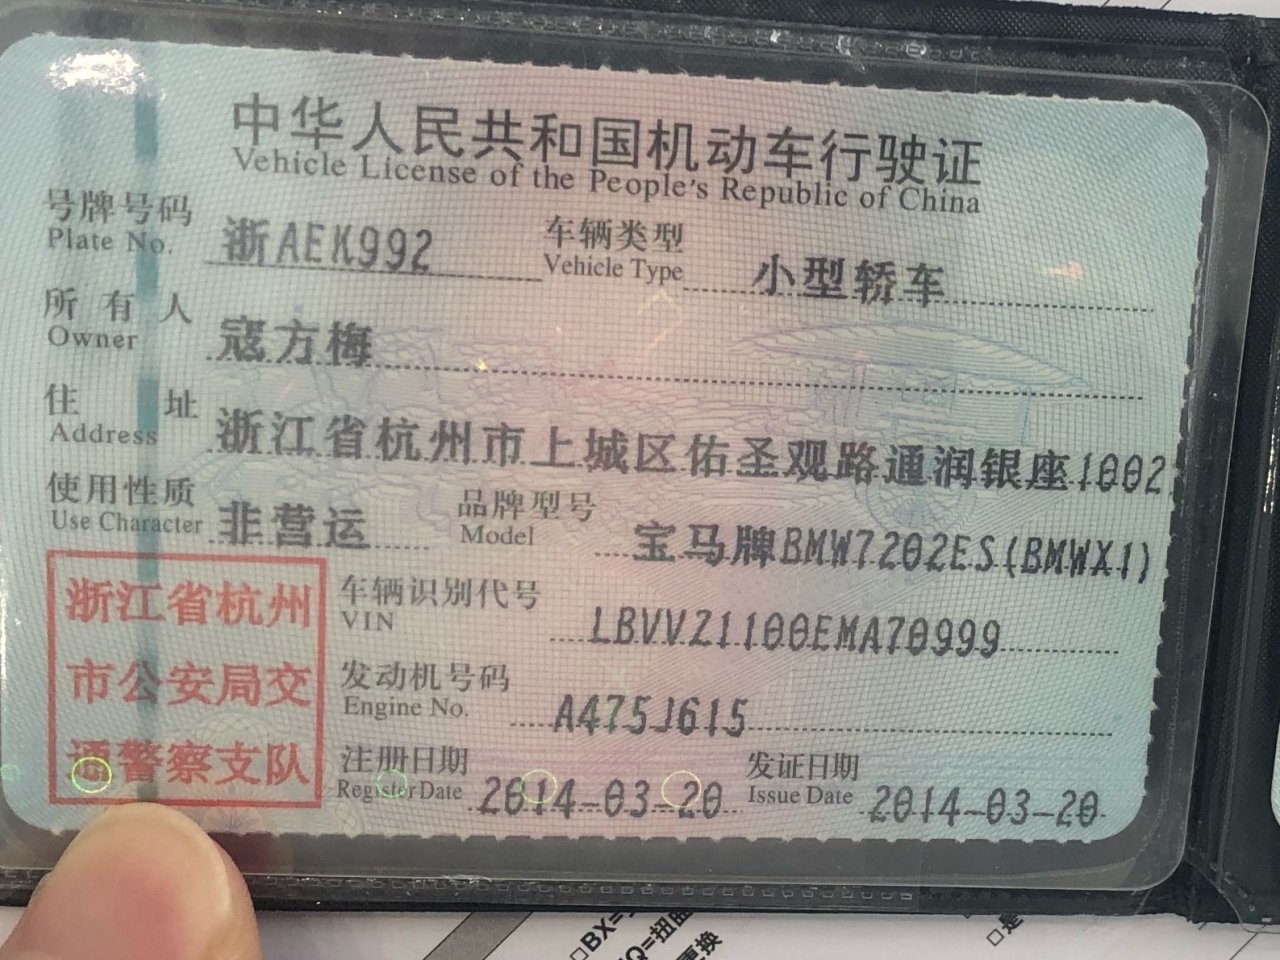 中华人民共和国机动车行驶证
Vehicle License of the People's Republic of China
号牌号码 浙AEK992 车辆类型 小型轿车
Plate No. Vehicle Type
所有人 寇方梅
Owner
住址 浙江省杭州市上城区佑圣观路通润银座1002
Address
使用性质 非营运 品牌型号 宝马牌BMW7202ES(BMWX1)
Use Character Model
浙江省杭州
市公安局交
通警察支队
车辆识别代号 LBVVZ1100EMA70999
VIN
发动机号码 A475J615
Engine No.
注册日期 2014-03-20 发证日期 2014-03-20
Register Date Issue Date
□BX=
Q=扭曲
更换
□是